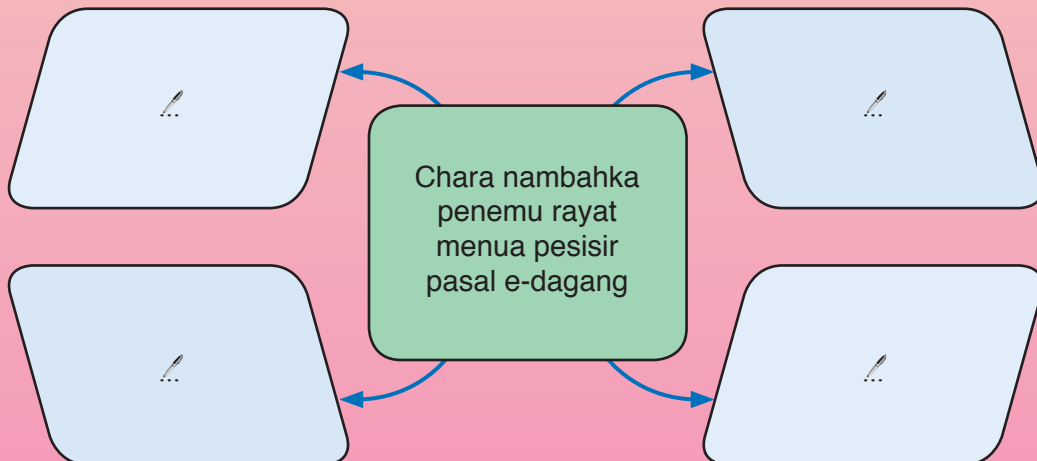 ...
...
Chara nambahka
penemu rayat
menua pesisir
pasal e-dagang
...
...